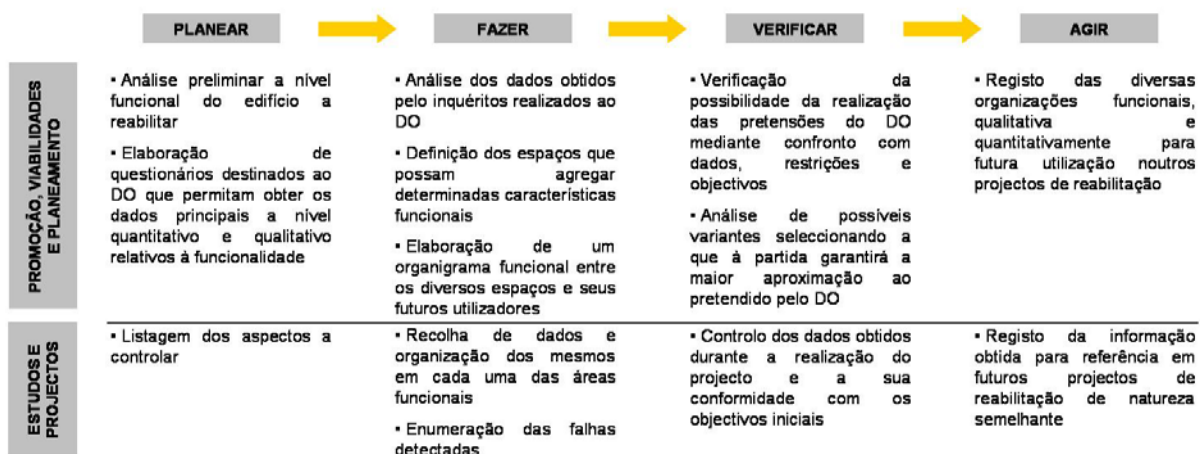 PLANEAR
FAZER
VERIFICAR
AGIR
PROMOÇÃO, VIABILIDADES
E PLANEAMENTO
▪ Análise preliminar a nível
funcional do edifício a
reabilitar
▪ Elaboração de
questionários destinados ao
DO que permitam obter os
dados principais a nível
quantitativo e qualitativo
relativos à funcionalidade
▪ Análise dos dados obtidos
pelo inquéritos realizados ao
DO
▪ Definição dos espaços que
possam agregar
determinadas características
funcionais
▪ Elaboração de um
organigrama funcional entre
os diversos espaços e seus
futuros utilizadores
▪ Verificação da
possibilidade da realização
das pretensões do DO
mediante confronto com
dados, restrições e
objectivos
▪ Análise de possíveis
variantes seleccionando a
que à partida garantirá a
maior aproximação ao
pretendido pelo DO
▪ Registo das diversas
organizações funcionais,
qualitativa e
quantitativamente para
futura utilização noutros
projectos de reabilitação
ESTUDOS E
PROJECTOS
▪ Listagem dos aspectos a
controlar
▪ Recolha de dados e
organização dos mesmos
em cada uma das áreas
funcionais
▪ Enumeração das falhas
detectadas
▪ Controlo dos dados obtidos
durante a realização do
projecto e a sua
conformidade com os
objectivos iniciais
▪ Registo da informação
obtida para referência em
futuros projectos de
reabilitação de natureza
semelhante